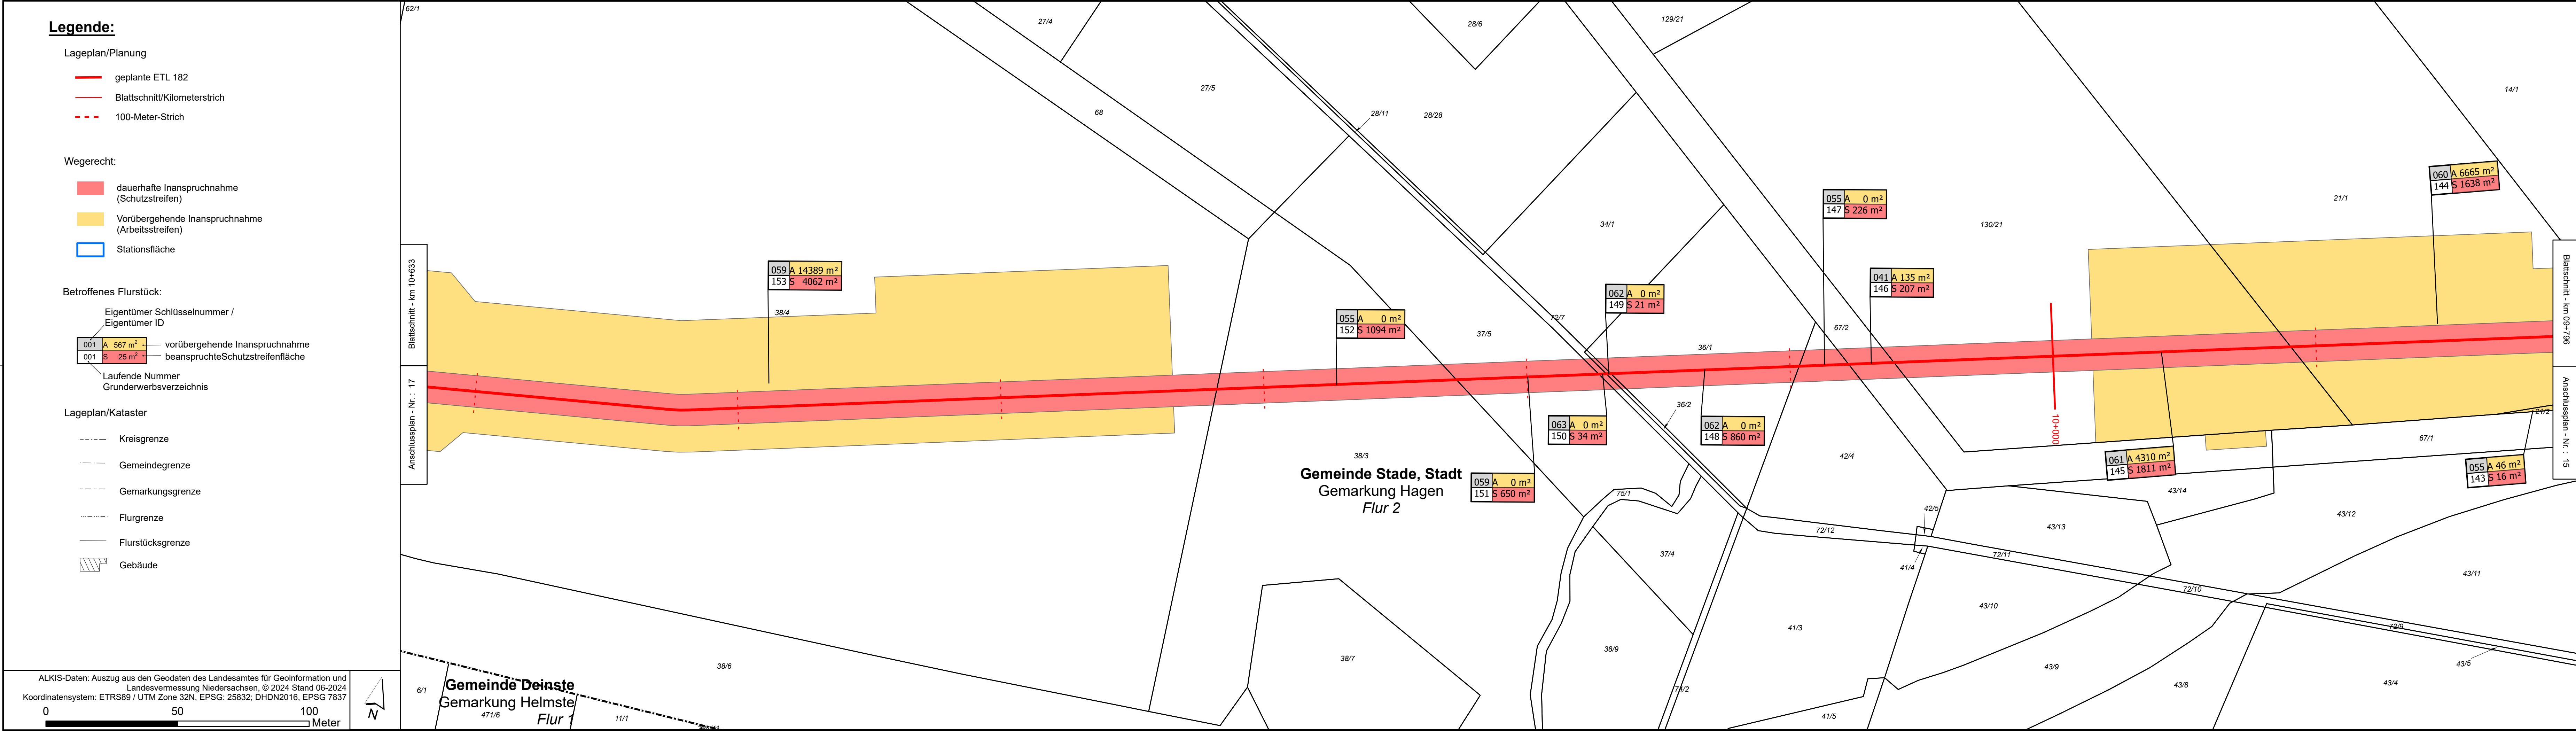 Legende:
Lageplan/Planung
geplante ETL 182
Blattschnitt/Kilometerstrich
100-Meter-Strich
Wegerecht:
dauerhafte Inanspruchnahme
(Schutzstreifen)
Vorübergehende Inanspruchnahme
(Arbeitsstreifen)
Stationsfläche
Betroffenes Flurstück:
Eigentümer Schlüsselnummer /
Eigentümer ID
001 A 567 m² vorübergehende Inanspruchnahme
001 S 25 m² beanspruchteSchutzstreifenfläche
Laufende Nummer
Grunderwerbsverzeichnis
Lageplan/Kataster
Kreisgrenze
Gemeindegrenze
Gemarkungsgrenze
Flurgrenze
Flurstücksgrenze
Gebäude
ALKIS-Daten: Auszug aus den Geodaten des Landesamtes für Geoinformation und
Landesvermessung Niedersachsen, © 2024 Stand 06-2024
Koordinatensystem: ETRS89 / UTM Zone 32N, EPSG: 25832; DHDN2016, EPSG 7837
0 50 100
Meter
N
Blattschnitt - km 10+633
Anschlussplan - Nr. : 17
62/1
27/4
28/6
129/21
27/5
68
28/11
28/28
14/1
34/1
130/21
21/1
060 A 6665 m²
144 S 1638 m²
055 A 0 m²
147 S 226 m²
059 A 14389 m²
153 S 4062 m²
38/4
041 A 135 m²
146 S 207 m²
062 A 0 m²
149 S 21 m²
055 A 0 m²
152 S 1094 m²
37/5
72/7
67/2
36/1
36/2
10+000
063 A 0 m²
150 S 34 m²
062 A 0 m²
148 S 860 m²
21/2
67/1
38/3
42/4
061 A 4310 m²
145 S 1811 m²
055 A 46 m²
143 S 16 m²
Gemeinde Stade, Stadt
Gemarkung Hagen
Flur 2
059 A 0 m²
151 S 650 m²
75/1
43/14
42/5
43/13
43/12
72/12
72/11
37/4
41/4
43/11
72/10
43/10
41/3
72/9
38/9
38/7
38/6
43/9
43/5
43/8
43/4
74/2
41/5
6/1
Gemeinde Deinste
Gemarkung Helmste
Flur 1
471/6
11/1
Blattschnitt - km 09+796
Anschlussplan - Nr. : 15